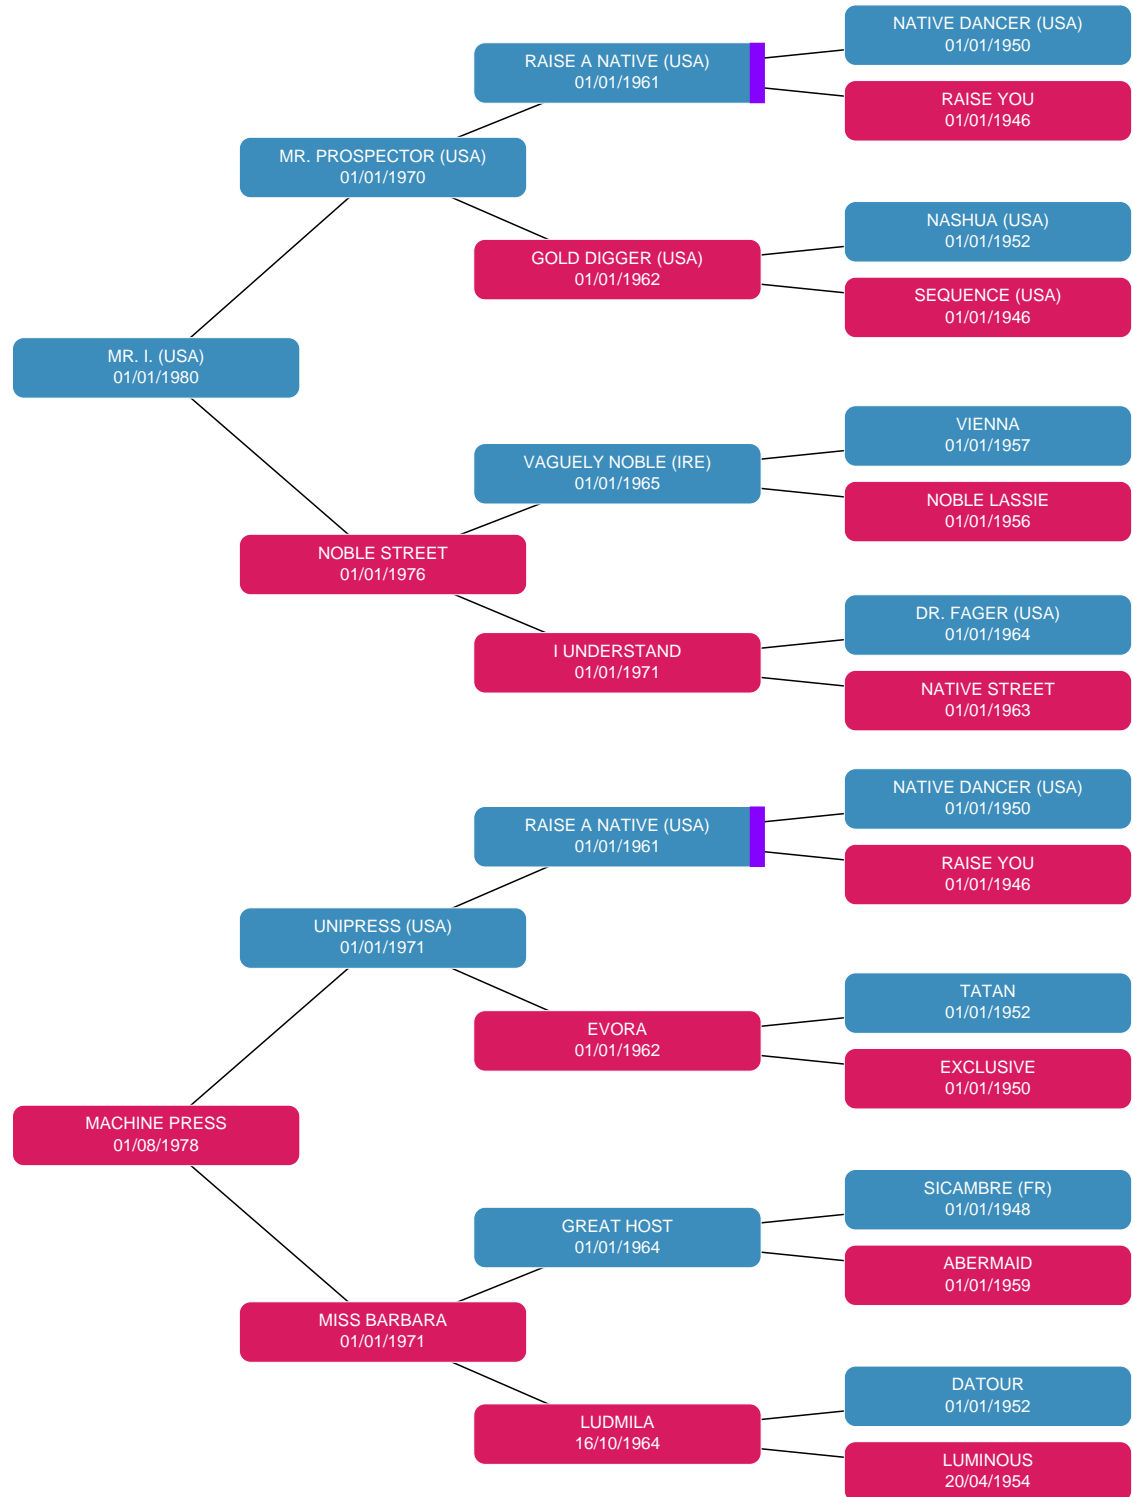 NATIVE DANCER (USA)
01/01/1950
RAISE A NATIVE (USA)
01/01/1961
RAISE YOU
01/01/1946
MR. PROSPECTOR (USA)
01/01/1970
NASHUA (USA)
01/01/1952
GOLD DIGGER (USA)
01/01/1962
SEQUENCE (USA)
01/01/1946
MR. I. (USA)
01/01/1980
VIENNA
01/01/1957
VAGUELY NOBLE (IRE)
01/01/1965
NOBLE LASSIE
01/01/1956
NOBLE STREET
01/01/1976
DR. FAGER (USA)
01/01/1964
I UNDERSTAND
01/01/1971
NATIVE STREET
01/01/1963
NATIVE DANCER (USA)
01/01/1950
RAISE A NATIVE (USA)
01/01/1961
RAISE YOU
01/01/1946
UNIPRESS (USA)
01/01/1971
TATAN
01/01/1952
EVORA
01/01/1962
EXCLUSIVE
01/01/1950
MACHINE PRESS
01/08/1978
SICAMBRE (FR)
01/01/1948
GREAT HOST
01/01/1964
ABERMAID
01/01/1959
MISS BARBARA
01/01/1971
DATOUR
01/01/1952
LUDMILA
16/10/1964
LUMINOUS
20/04/1954